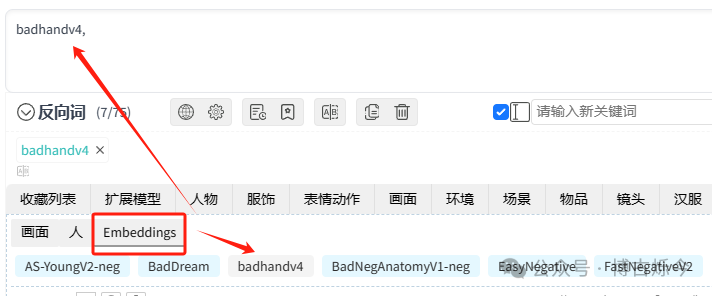 badhandv4,
反向词 (7/75) 请输入新关键词
badhandv4 ×
收藏列表 扩展模型 人物 服饰 表情动作 画面 环境 场景 物品 镜头 汉服
画面 人 Embeddings
AS-YoungV2-neg BadDream badhandv4 BadNegAnatomyV1-neg EasyNegative FastNegativeV2
公众号 · 博古烁今